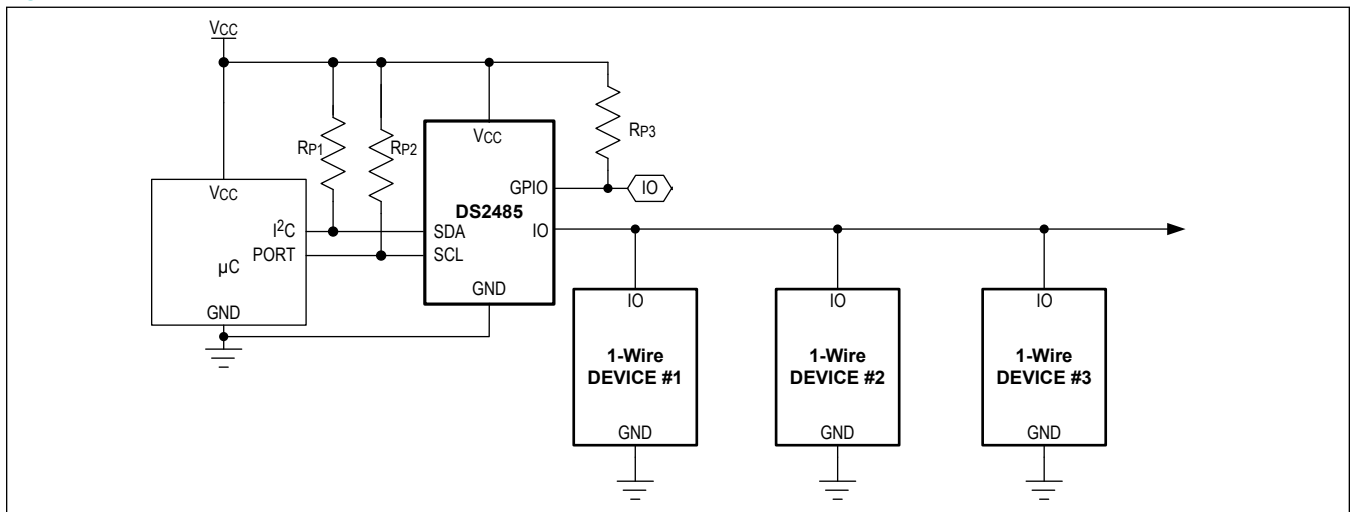 VCC
RP1
RP2
RP3
VCC
VCC
GPIO
IO
DS2485
I²C
SDA
IO
PORT
SCL
µC
GND
GND
IO
IO
IO
1-Wire
DEVICE #1
1-Wire
DEVICE #2
1-Wire
DEVICE #3
GND
GND
GND